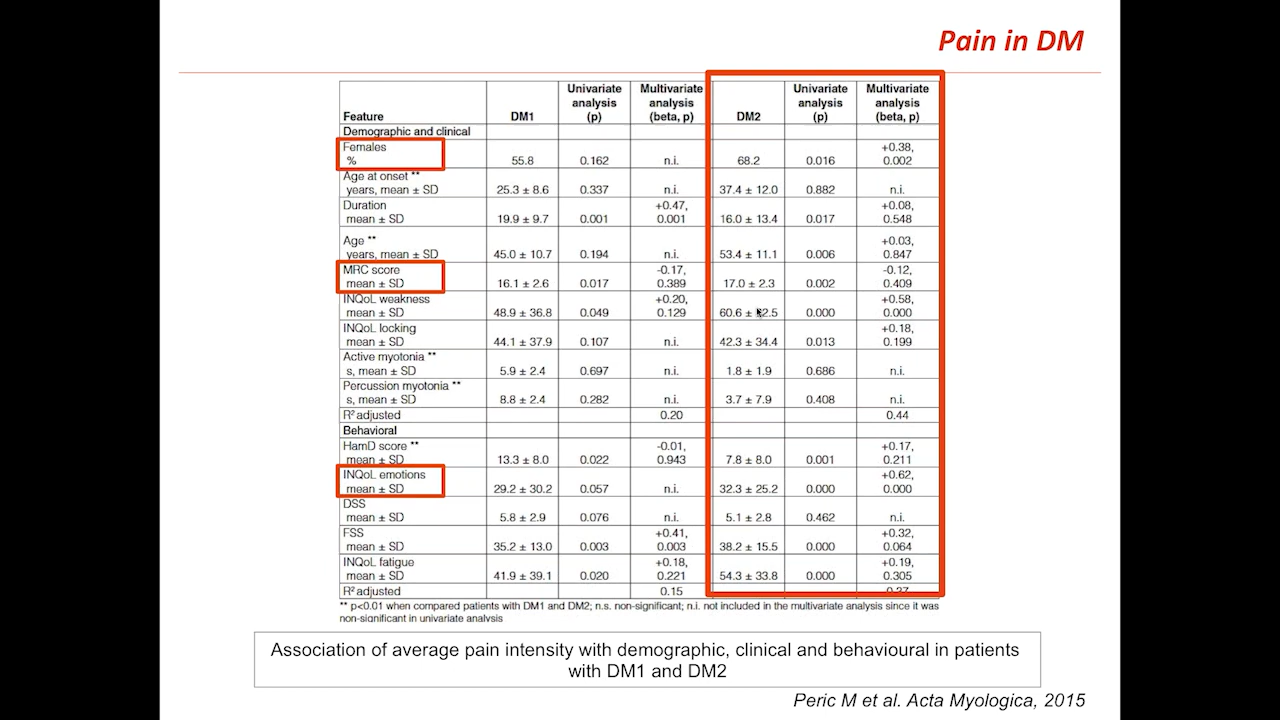 Pain in DM
Feature DM1 Univariate analysis (p) Multivariate analysis (beta, p) DM2 Univariate analysis (p) Multivariate analysis (beta, p)
Demographic and clinical
Females % 55.8 0.162 n.i. 68.2 0.016 +0.38, 0.002
Age at onset ** years, mean ± SD 25.3 ± 8.6 0.337 n.i. 37.4 ± 12.0 0.882 n.i.
Duration mean ± SD 19.9 ± 9.7 0.001 +0.47, 0.001 16.0 ± 13.4 0.017 +0.08, 0.548
Age ** years, mean ± SD 45.0 ± 10.7 0.194 n.i. 53.4 ± 11.1 0.006 +0.03, 0.847
MRC score mean ± SD 16.1 ± 2.6 0.017 -0.17, 0.389 17.0 ± 2.3 0.002 -0.12, 0.409
INQoL weakness mean ± SD 48.9 ± 36.8 0.049 +0.20, 0.129 60.6 ± 0.000 +0.58, 0.000
INQoL locking mean ± SD 44.1 ± 37.9 0.107 n.i. 42.3 ± 34.4 0.013 +0.18, 0.199
Active myotonia ** s, mean ± SD 5.9 ± 2.4 0.697 n.i. 1.8 ± 1.9 0.686 n.i.
Percussion myotonia ** s, mean ± SD 8.8 ± 2.4 0.282 n.i. 3.7 ± 7.9 0.408 n.i.
R² adjusted 0.20 0.44
Behavioral
HamD score ** mean ± SD 13.3 ± 8.0 0.022 -0.01, 0.943 7.8 ± 8.0 0.001 +0.17, 0.211
INQoL emotions mean ± SD 29.2 ± 30.2 0.057 n.i. 32.3 ± 25.2 0.000 +0.62, 0.000
DSS mean ± SD 5.8 ± 2.9 0.076 n.i. 5.1 ± 2.8 0.462 n.i.
FSS mean ± SD 35.2 ± 13.0 0.003 +0.41, 0.003 38.2 ± 15.5 0.000 +0.32, 0.064
INQoL fatigue mean ± SD 41.9 ± 39.1 0.020 +0.18, 0.221 54.3 ± 33.8 0.000 +0.19, 0.305
R² adjusted 0.15
** p<0.01 when compared patients with DM1 and DM2; n.s. non-significant; n.i. not included in the multivariate analysis since it was
non-significant in univariate analysis
Association of average pain intensity with demographic, clinical and behavioural in patients
with DM1 and DM2
Peric M et al. Acta Myologica, 2015